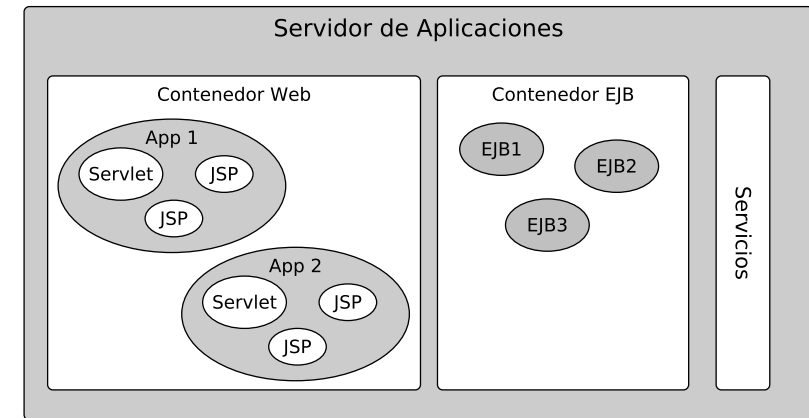 Servidor de Aplicaciones
Contenedor Web
App 1
Servlet
JSP
JSP
App 2
Servlet
JSP
JSP
Contenedor EJB
EJB1
EJB2
EJB3
Servicios